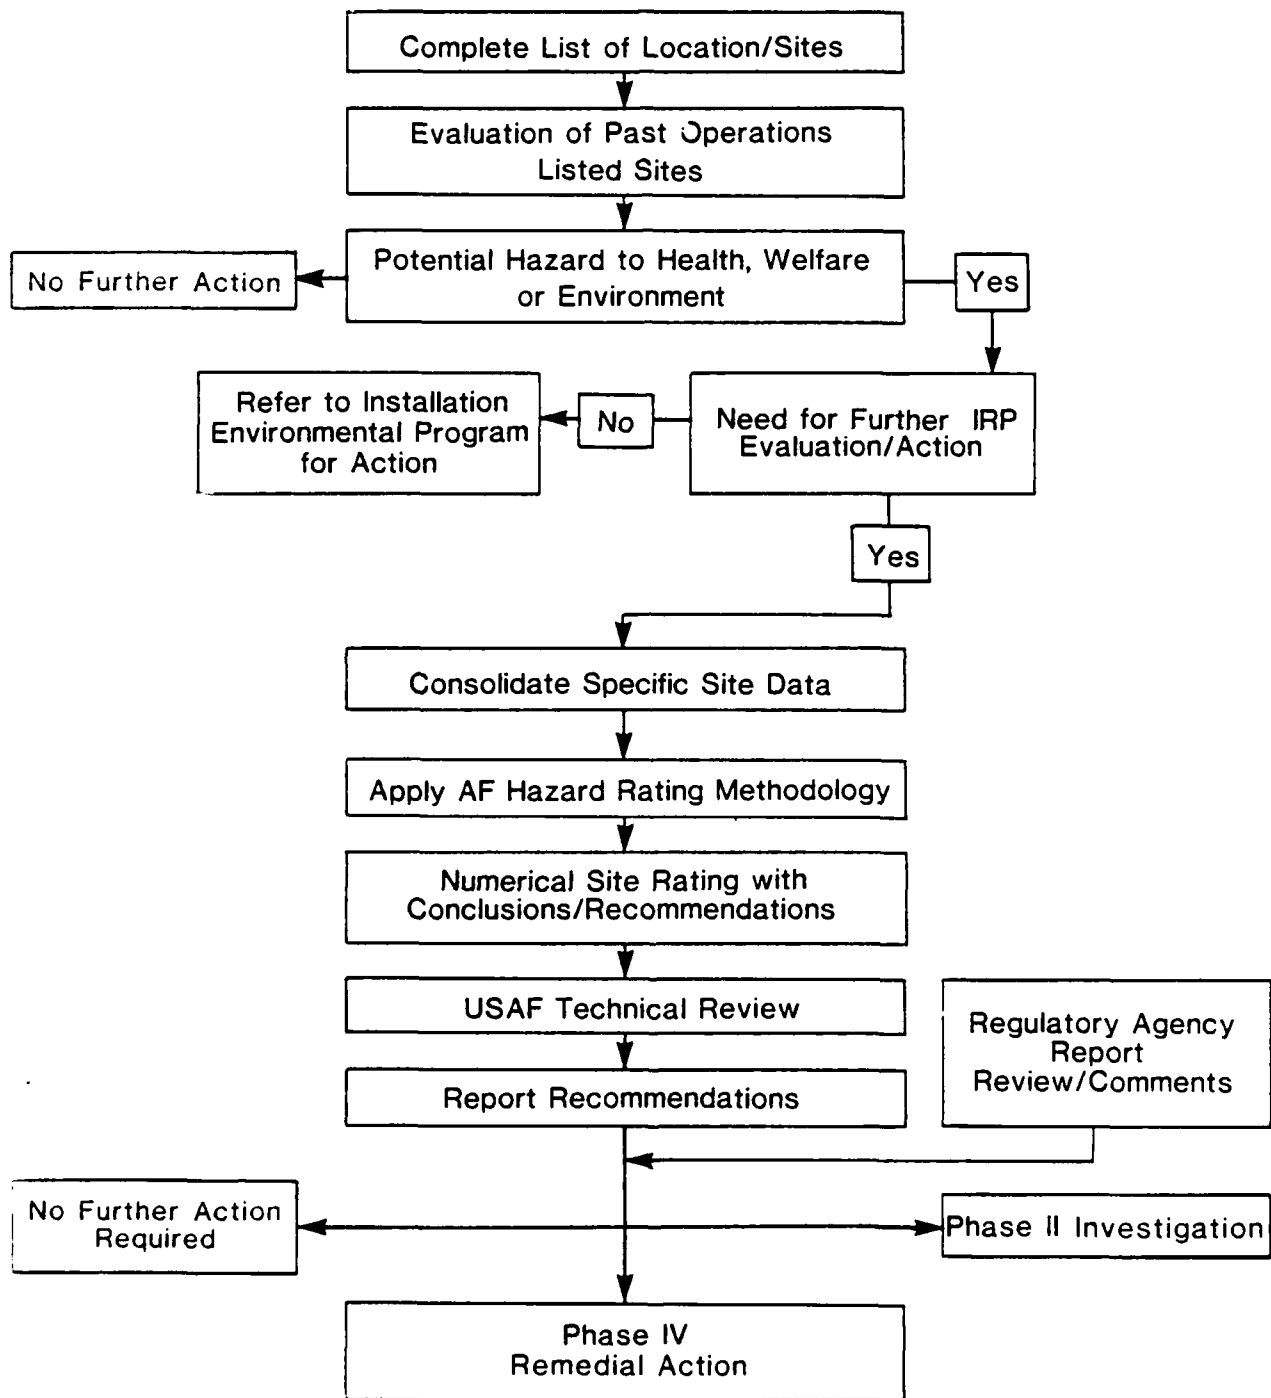 Complete List of Location/Sites
Evaluation of Past Operations
Listed Sites
Potential Hazard to Health, Welfare
or Environment
No Further Action
Yes
Refer to Installation
Environmental Program
for Action
No
Need for Further IRP
Evaluation/Action
Yes
Consolidate Specific Site Data
Apply AF Hazard Rating Methodology
Numerical Site Rating with
Conclusions/Recommendations
USAF Technical Review
Regulatory Agency
Report
Review/Comments
Report Recommendations
No Further Action
Required
Phase II Investigation
Phase IV
Remedial Action